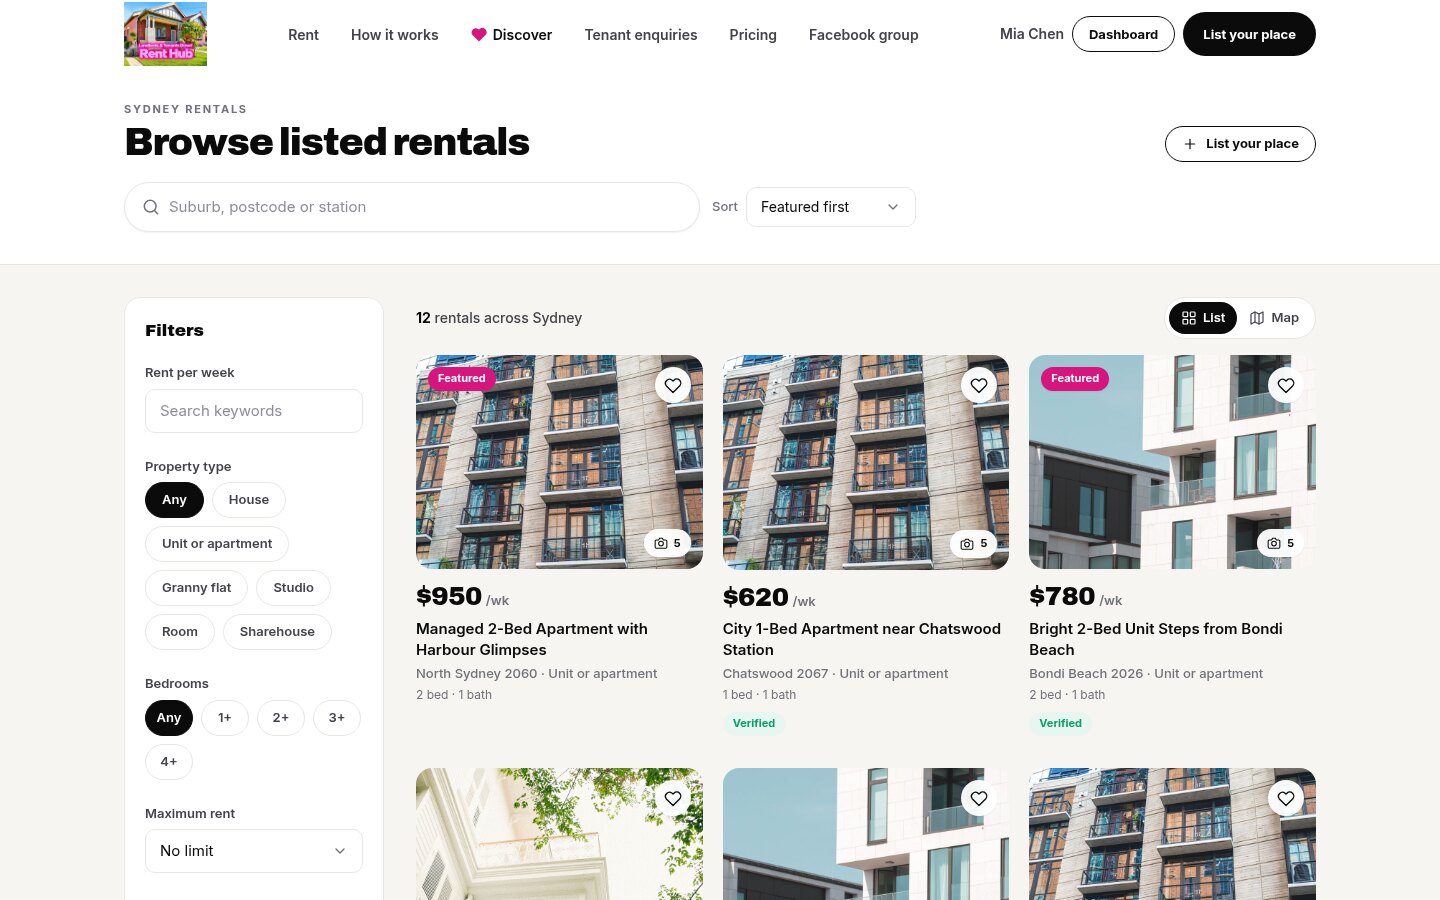 Landlords & Tenants Direct
Rent Hub
Rent
How it works
Discover
Tenant enquiries
Pricing
Facebook group
Mia Chen
Dashboard
List your place
SYDNEY RENTALS
Browse listed rentals
List your place
Suburb, postcode or station
Sort
Featured first
Filters
Rent per week
Search keywords
Property type
Any
House
Unit or apartment
Granny flat
Studio
Room
Sharehouse
Bedrooms
Any
1+
2+
3+
4+
Maximum rent
No limit
12 rentals across Sydney
List
Map
Featured
5
$950 /wk
Managed 2-Bed Apartment with
Harbour Glimpses
North Sydney 2060 · Unit or apartment
2 bed · 1 bath
5
$620 /wk
City 1-Bed Apartment near Chatswood
Station
Chatswood 2067 · Unit or apartment
1 bed · 1 bath
Verified
Featured
5
$780 /wk
Bright 2-Bed Unit Steps from Bondi
Beach
Bondi Beach 2026 · Unit or apartment
2 bed · 1 bath
Verified